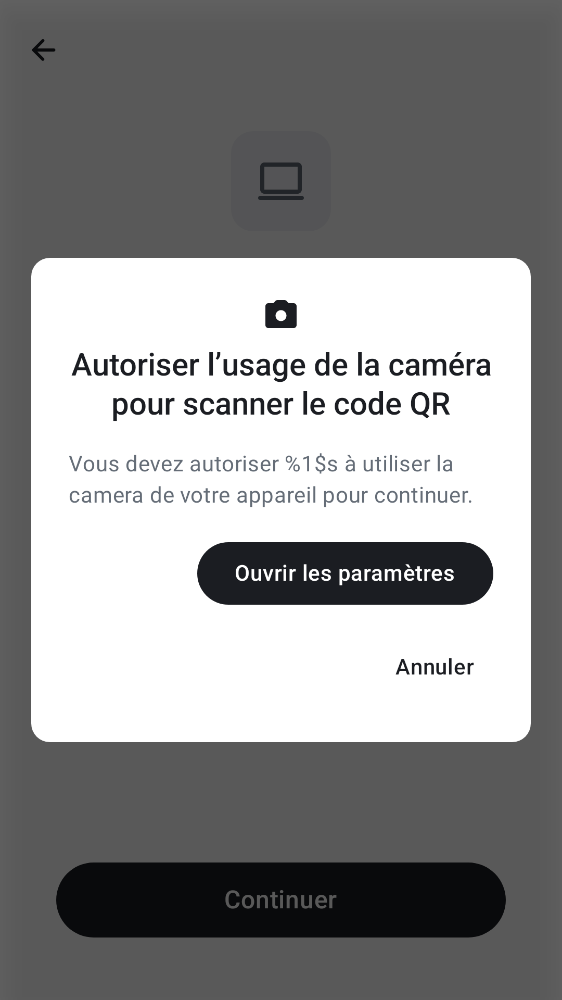 Autoriser l’usage de la caméra
pour scanner le code QR
Vous devez autoriser %1$s à utiliser la
camera de votre appareil pour continuer.
Ouvrir les paramètres
Annuler
Continuer